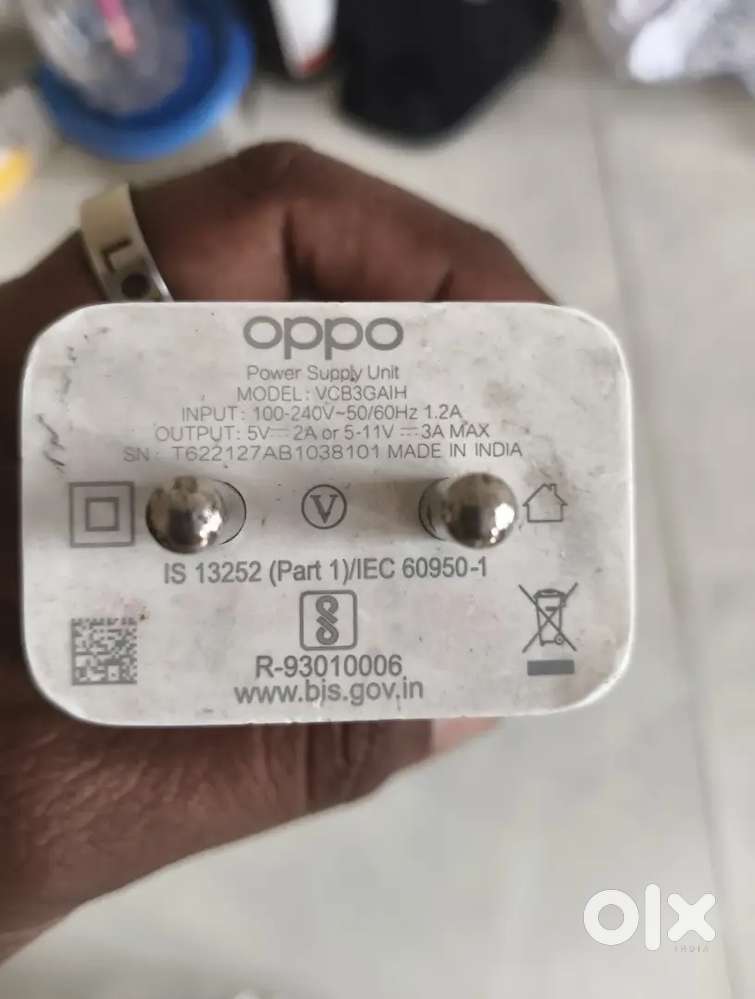 L
oppo
Power Supply Unit
MODEL: VCB3GAIH
INPUT: 100-240V~50/60Hz 1.2A
OUTPUT: 5V⎓2A or 5-11V⎓3A MAX
SN: T622127AB1038101 MADE IN INDIA
V
IS 13252 (Part 1)/IEC 60950-1
R-93010006
www.bis.gov.in
olx
INDIA